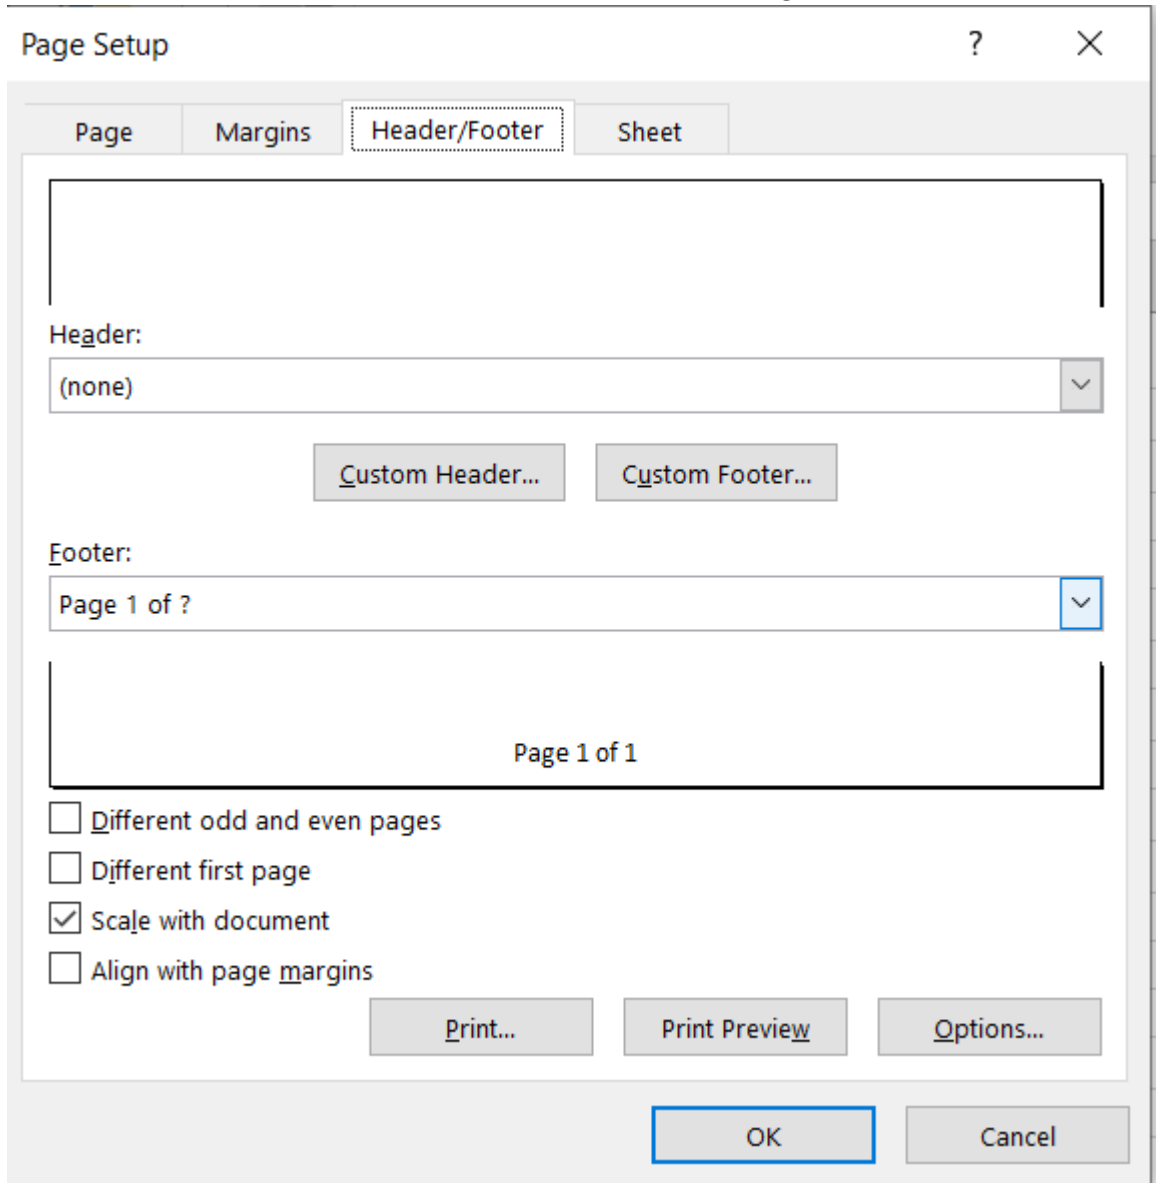 Page Setup ?
Page Margins Header/Footer Sheet
Header:
(none)
Custom Header... Custom Footer...
Footer:
Page 1 of ?
Page 1 of 1
Different odd and even pages
Different first page
Scale with document
Align with page margins
Print... Print Preview Options...
OK Cancel